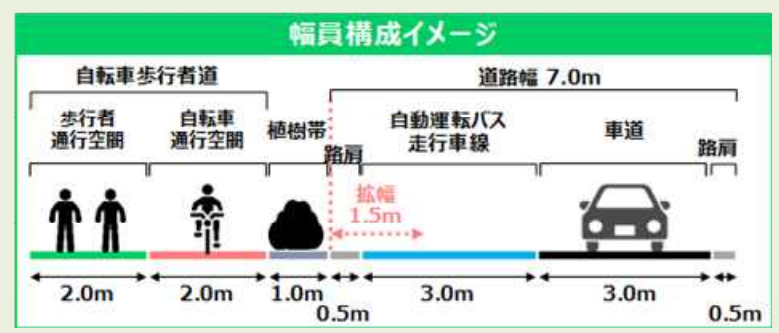 幅員構成イメージ
自転車歩行者道
道路幅 7.0m
歩行者
通行空間
自転車
通行空間
植樹帯
路肩
自動運転バス
走行車線
車道
路肩
拡幅
1.5m
2.0m
2.0m
1.0m
0.5m
3.0m
3.0m
0.5m